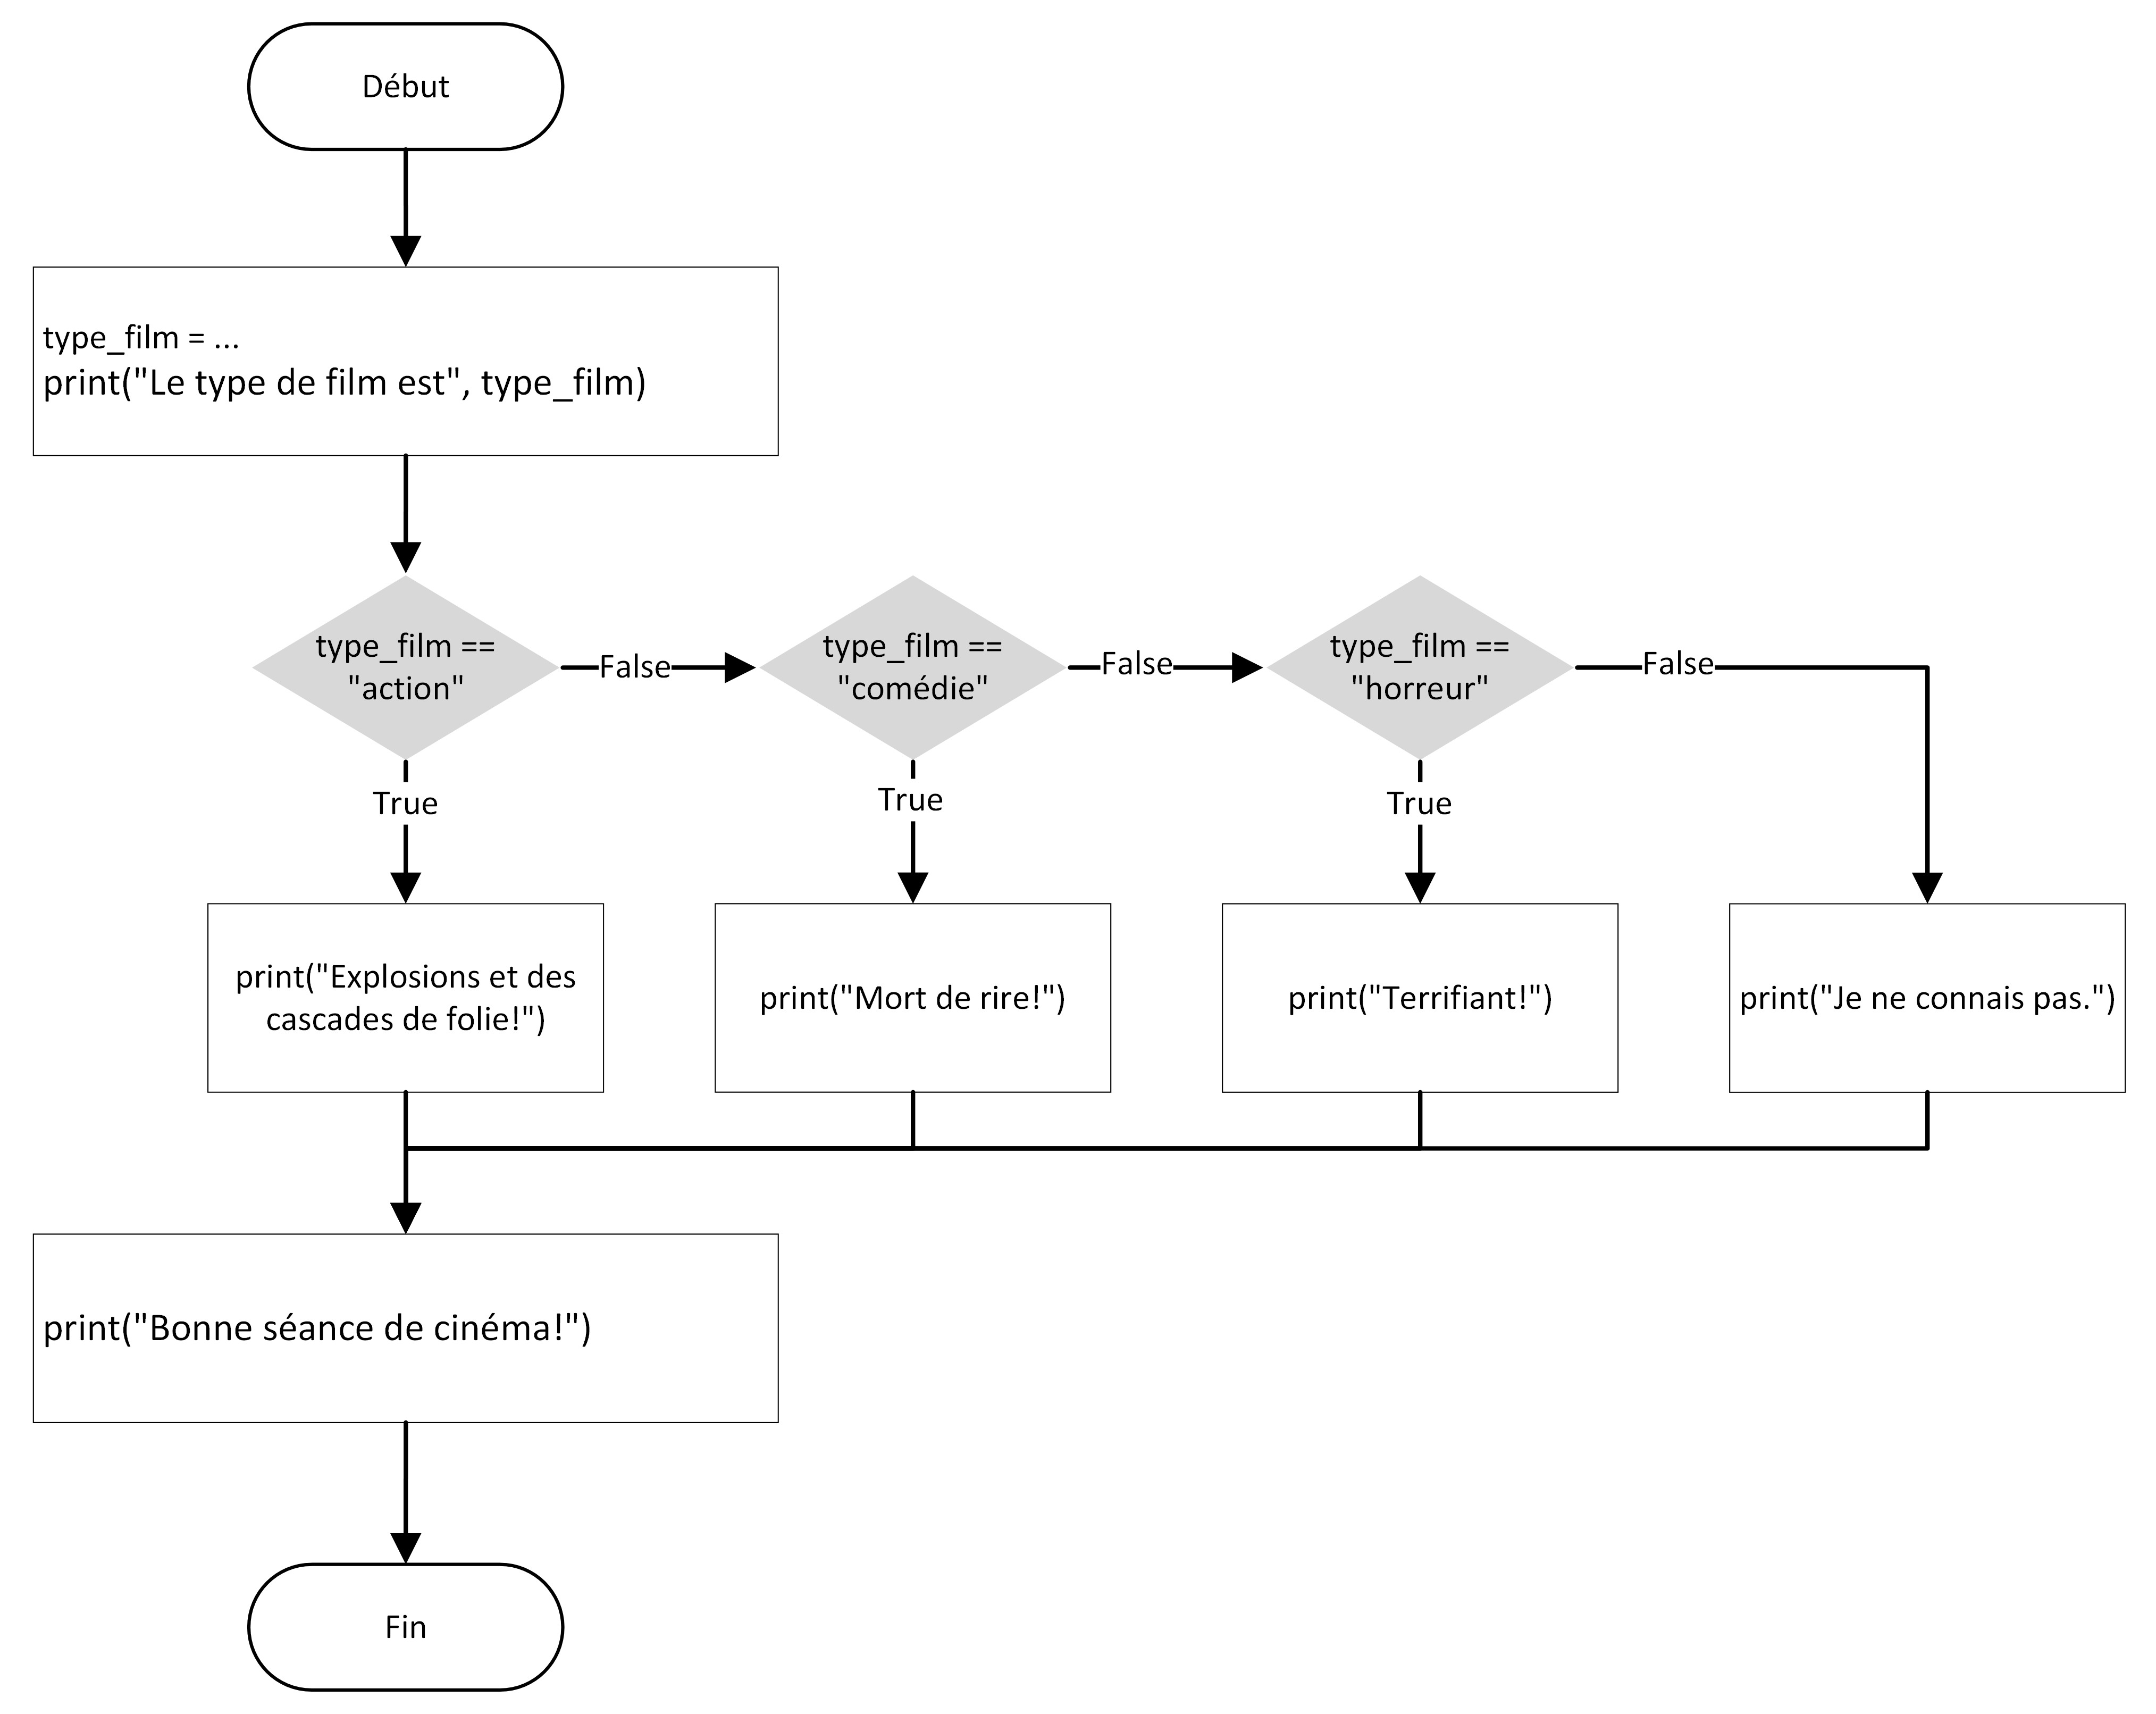 Début
type_film = ...
print("Le type de film est", type_film)
type_film ==
"action"
False
type_film ==
"comédie"
False
type_film ==
"horreur"
False
True
True
True
print("Explosions et des
cascades de folie!")
print("Mort de rire!")
print("Terrifiant!")
print("Je ne connais pas.")
print("Bonne séance de cinéma!")
Fin